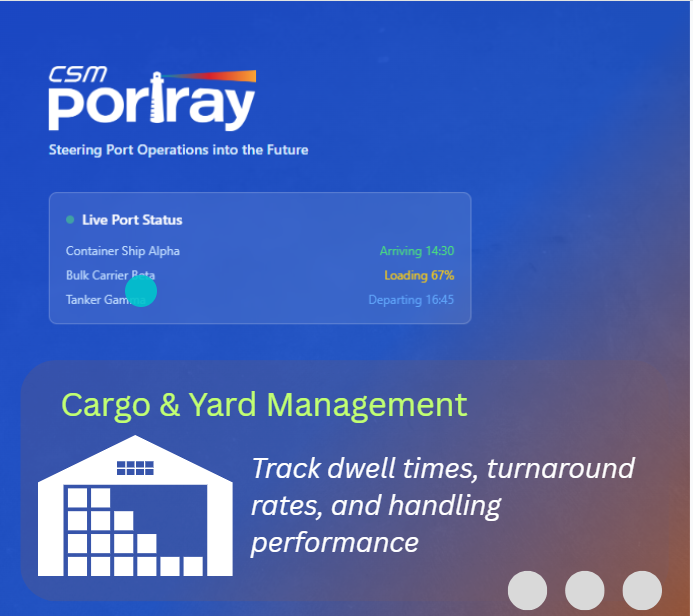 CSM
portray
Steering Port Operations into the Future
Live Port Status
Container Ship Alpha Arriving 14:30
Bulk Carrier Beta Loading 67%
Tanker Gamma Departing 16:45
Cargo & Yard Management
Track dwell times, turnaround
rates, and handling
performance